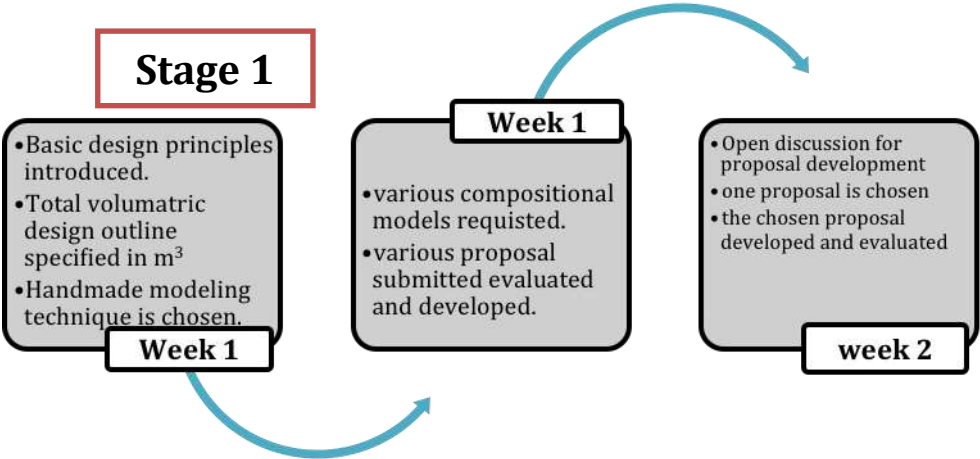 Stage 1
•Basic design principles
introduced.
•Total volumatric
design outline
specified in m³
•Handmade modeling
technique is chosen.
Week 1
Week 1
•various compositional
models requisted.
•various proposal
submitted evaluated
and developed.
• Open discussion for
proposal development
• one proposal is chosen
• the chosen proposal
developed and evaluated
week 2